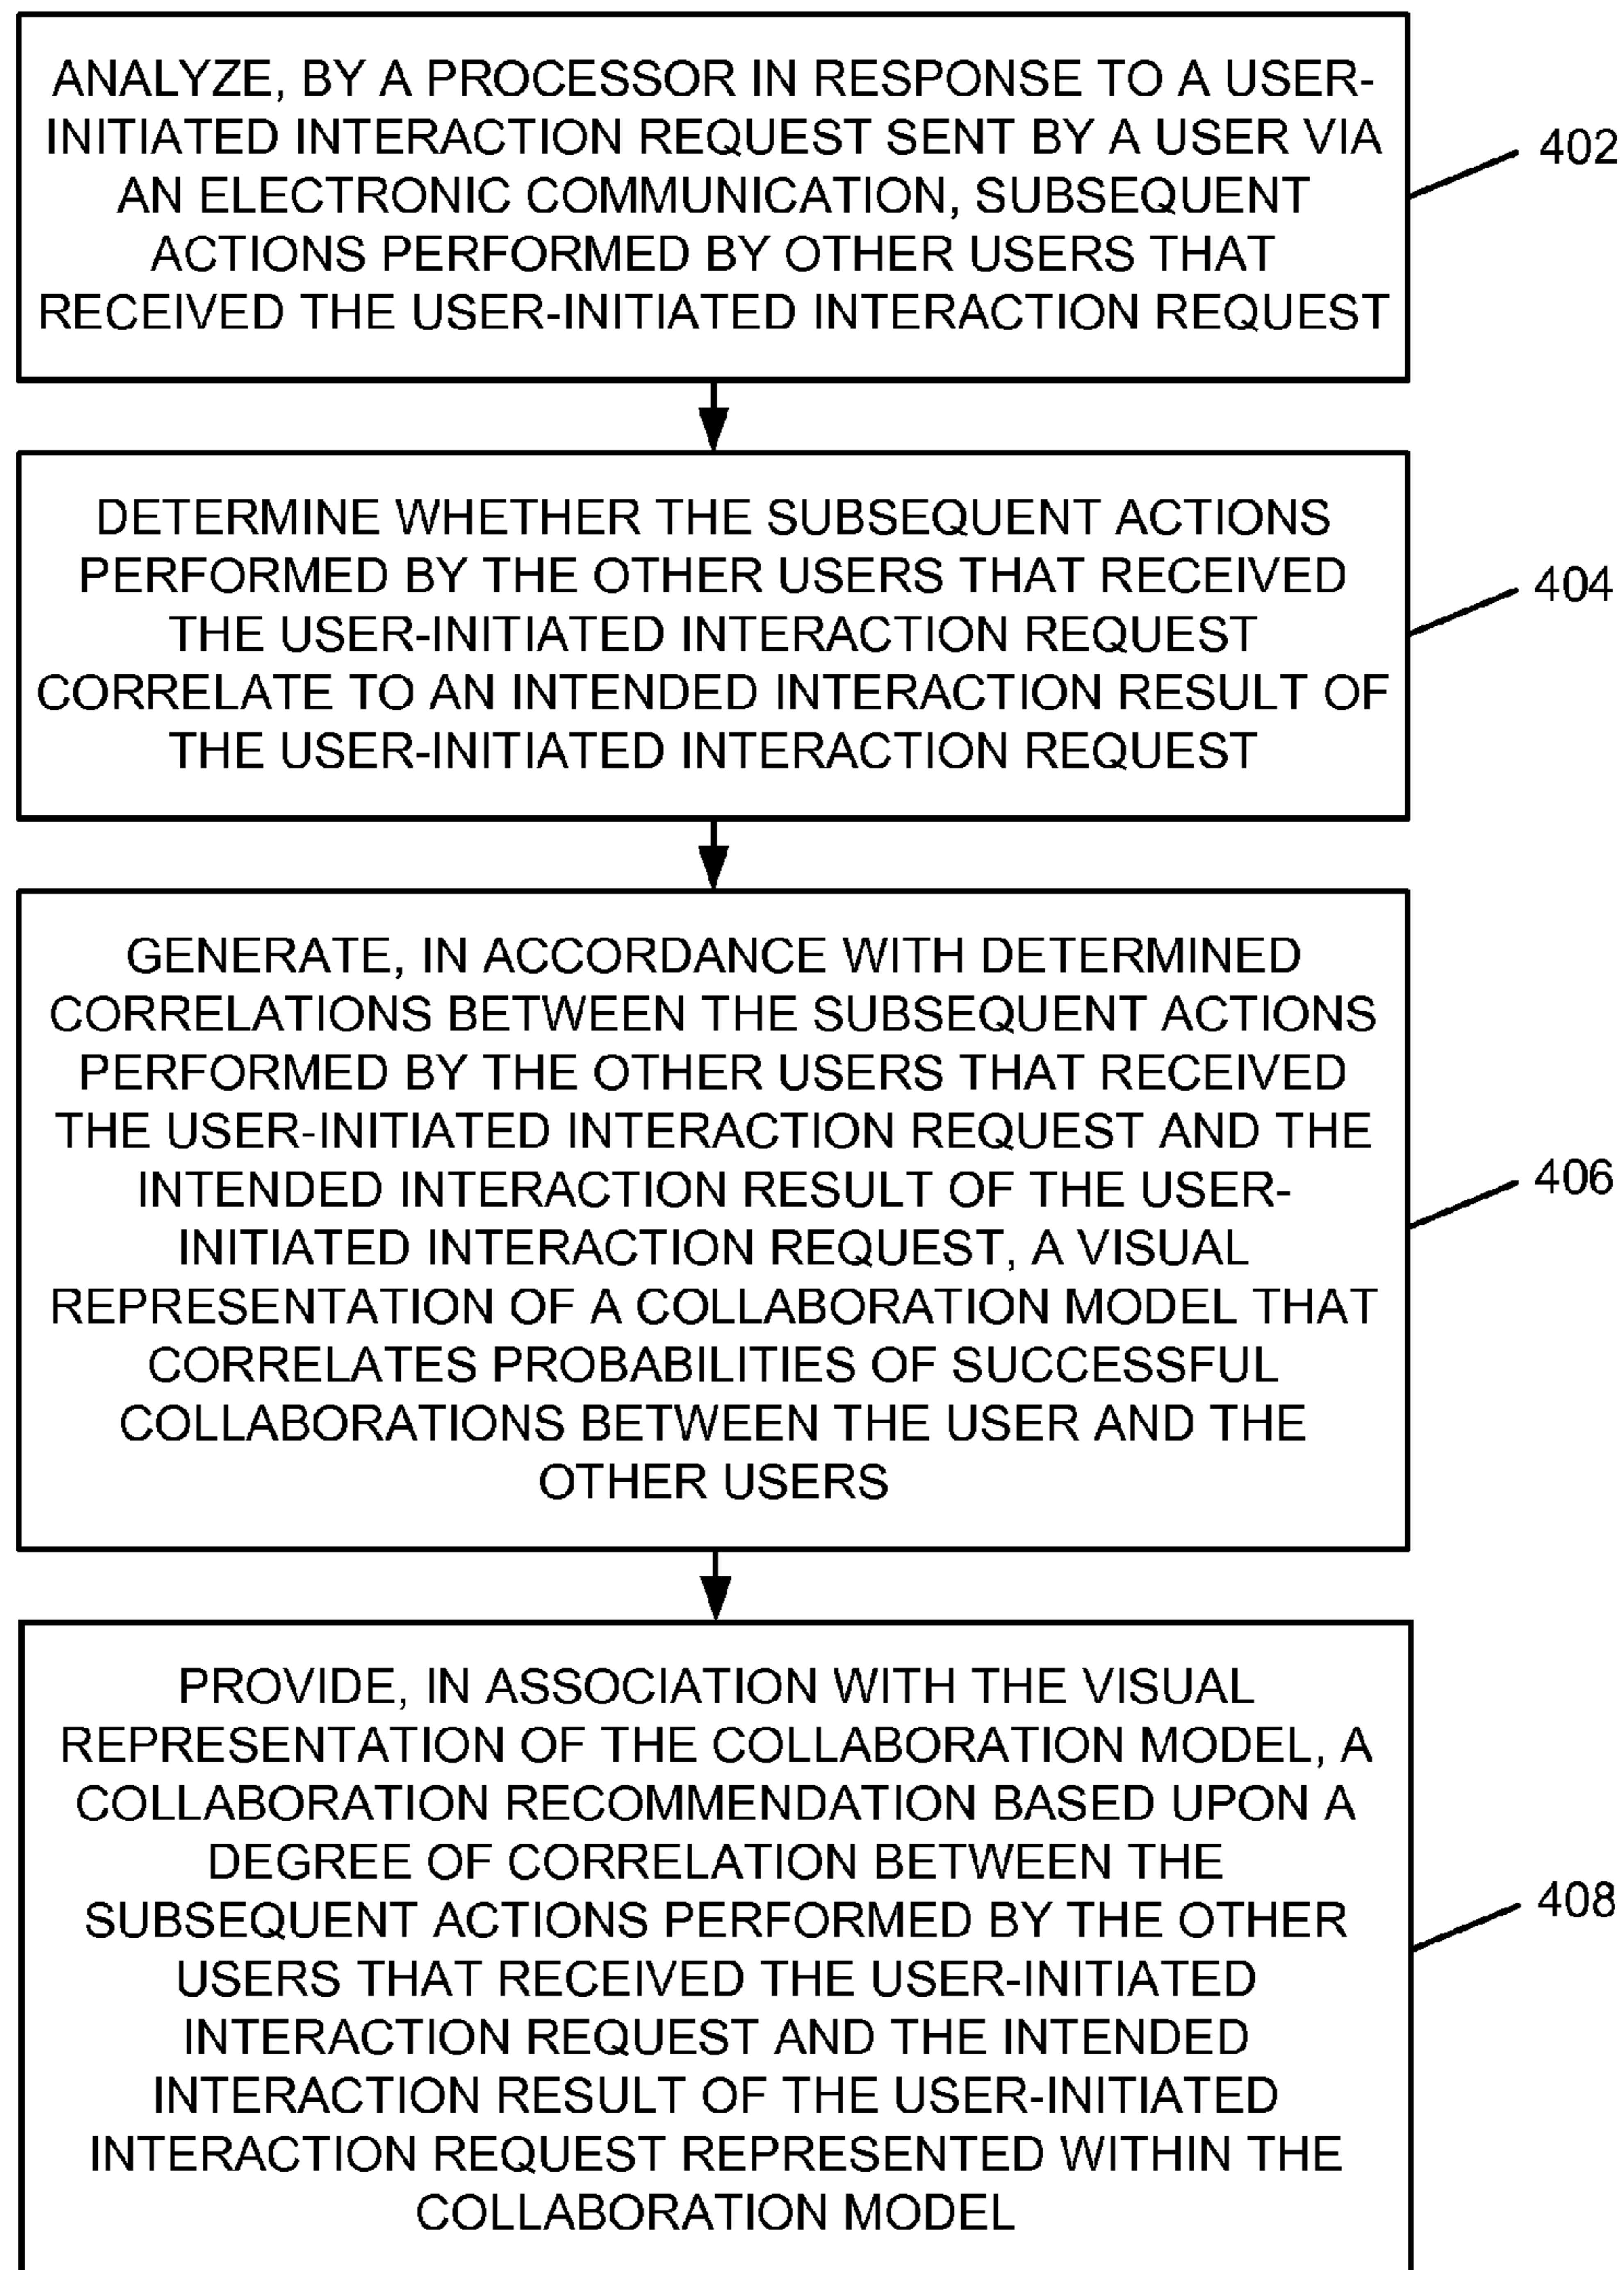 ANALYZE, BY A PROCESSOR IN RESPONSE TO A USER-
INITIATED INTERACTION REQUEST SENT BY A USER VIA
AN ELECTRONIC COMMUNICATION, SUBSEQUENT
ACTIONS PERFORMED BY OTHER USERS THAT
RECEIVED THE USER-INITIATED INTERACTION REQUEST
402
DETERMINE WHETHER THE SUBSEQUENT ACTIONS
PERFORMED BY THE OTHER USERS THAT RECEIVED
THE USER-INITIATED INTERACTION REQUEST
CORRELATE TO AN INTENDED INTERACTION RESULT OF
THE USER-INITIATED INTERACTION REQUEST
404
GENERATE, IN ACCORDANCE WITH DETERMINED
CORRELATIONS BETWEEN THE SUBSEQUENT ACTIONS
PERFORMED BY THE OTHER USERS THAT RECEIVED
THE USER-INITIATED INTERACTION REQUEST AND THE
INTENDED INTERACTION RESULT OF THE USER-
INITIATED INTERACTION REQUEST, A VISUAL
REPRESENTATION OF A COLLABORATION MODEL THAT
CORRELATES PROBABILITIES OF SUCCESSFUL
COLLABORATIONS BETWEEN THE USER AND THE
OTHER USERS
406
PROVIDE, IN ASSOCIATION WITH THE VISUAL
REPRESENTATION OF THE COLLABORATION MODEL, A
COLLABORATION RECOMMENDATION BASED UPON A
DEGREE OF CORRELATION BETWEEN THE
SUBSEQUENT ACTIONS PERFORMED BY THE OTHER
USERS THAT RECEIVED THE USER-INITIATED
INTERACTION REQUEST AND THE INTENDED
INTERACTION RESULT OF THE USER-INITIATED
INTERACTION REQUEST REPRESENTED WITHIN THE
COLLABORATION MODEL
408